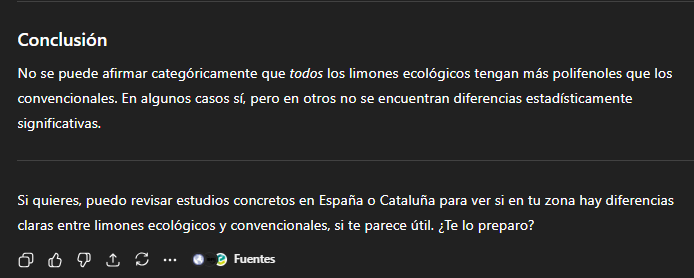 Conclusión
No se puede afirmar categóricamente que todos los limones ecológicos tengan más polifenoles que los
convencionales. En algunos casos sí, pero en otros no se encuentran diferencias estadísticamente
significativas.
Si quieres, puedo revisar estudios concretos en España o Cataluña para ver si en tu zona hay diferencias
claras entre limones ecológicos y convencionales, si te parece útil. ¿Te lo preparo?
Fuentes